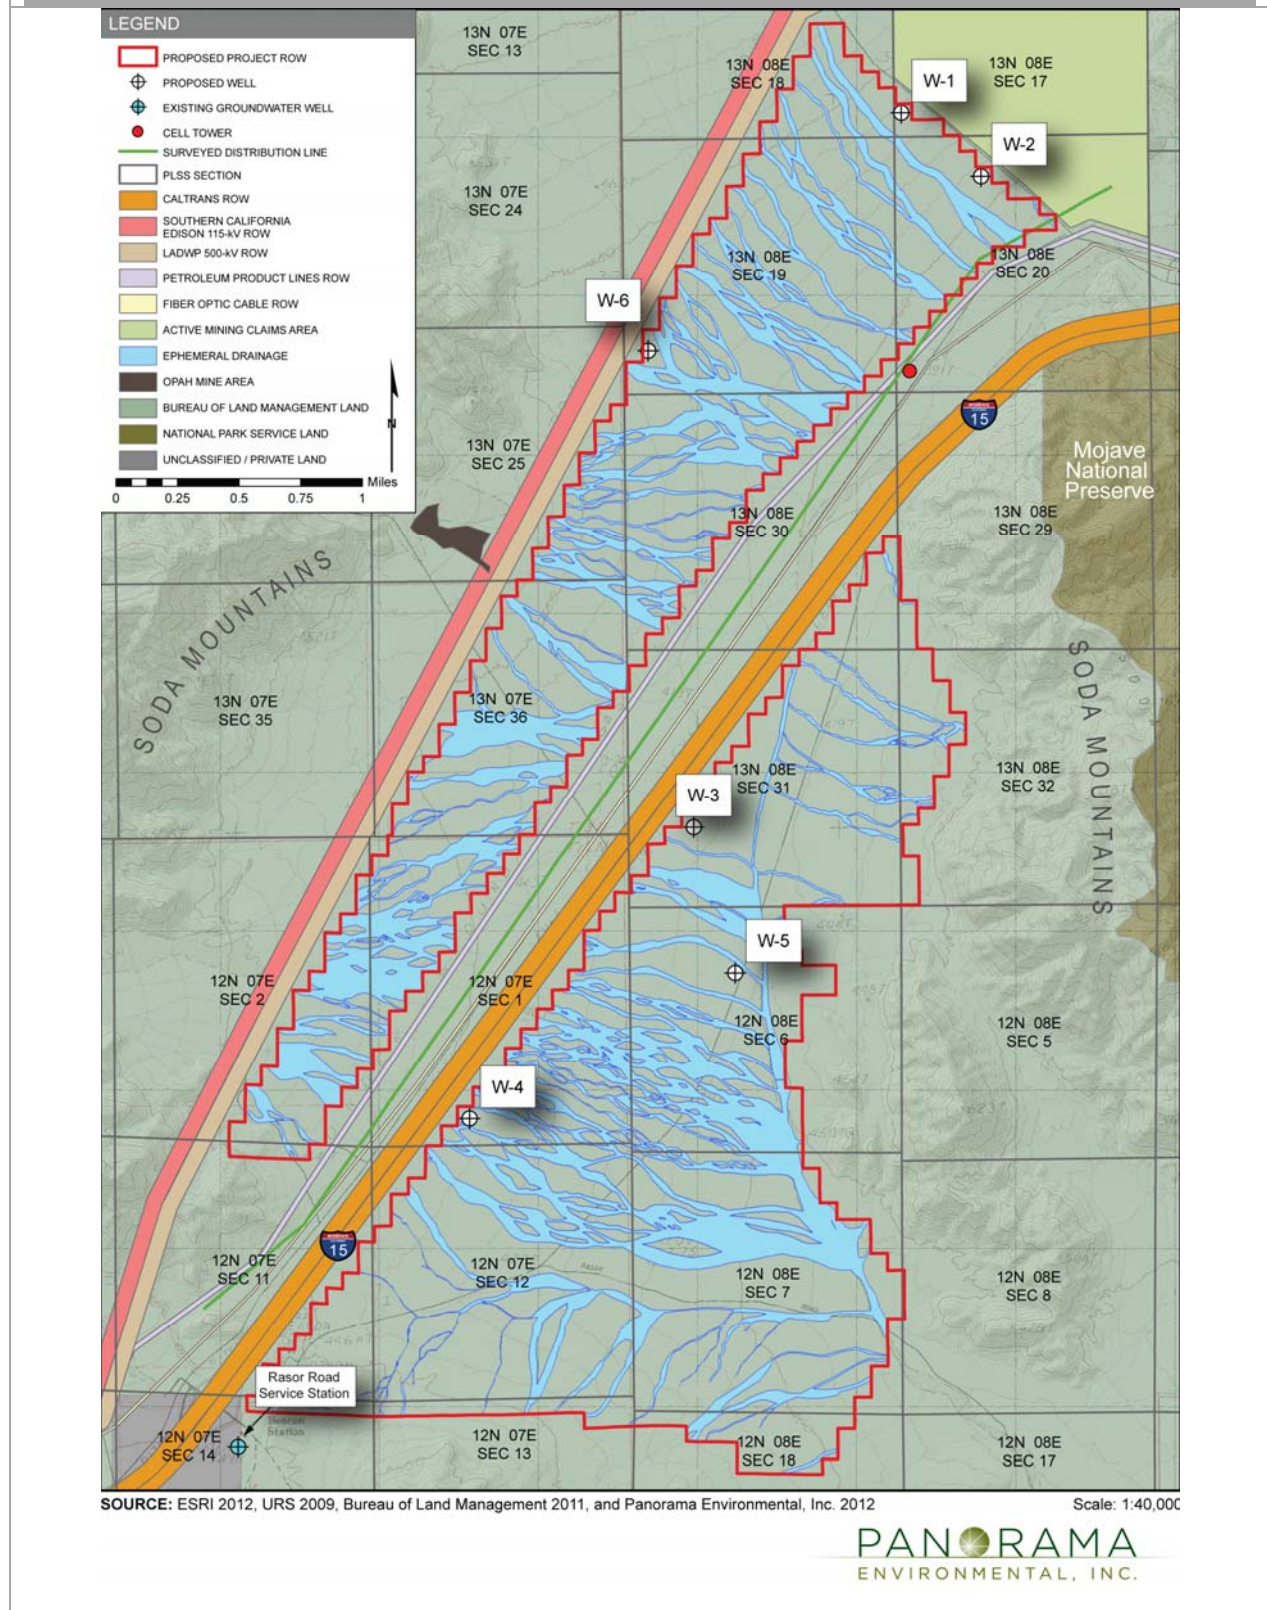 LEGEND
PROPOSED PROJECT ROW
PROPOSED WELL
EXISTING GROUNDWATER WELL
CELL TOWER
SURVEYED DISTRIBUTION LINE
PLSS SECTION
CALTRANS ROW
SOUTHERN CALIFORNIA
EDISON 115-kV ROW
LADWP 500-kV ROW
PETROLEUM PRODUCT LINES ROW
FIBER OPTIC CABLE ROW
ACTIVE MINING CLAIMS AREA
EPHEMERAL DRAINAGE
OPAH MINE AREA
BUREAU OF LAND MANAGEMENT LAND
NATIONAL PARK SERVICE LAND
UNCLASSIFIED / PRIVATE LAND
N
Miles
0 0.25 0.5 0.75 1
13N 07E
SEC 13
13N 08E
SEC 18
13N 08E
SEC 17
W-1
W-2
13N 07E
SEC 24
13N 08E
SEC 19
13N 08E
SEC 20
W-6
15
13N 07E
SEC 25
Mojave
National
Preserve
13N 08E
SEC 30
13N 08E
SEC 29
SODA MOUNTAINS
13N 07E
SEC 35
13N 07E
SEC 36
SODA MOUNTAINS
13N 08E
SEC 31
13N 08E
SEC 32
W-3
W-5
12N 07E
SEC 2
12N 07E
SEC 1
12N 08E
SEC 6
12N 08E
SEC 5
W-4
15
12N 07E
SEC 11
12N 07E
SEC 12
12N 08E
SEC 7
12N 08E
SEC 8
Rasor Road
Service Station
Beacon
Station
12N 07E
SEC 14
12N 07E
SEC 13
12N 08E
SEC 18
12N 08E
SEC 17
SOURCE: ESRI 2012, URS 2009, Bureau of Land Management 2011, and Panorama Environmental, Inc. 2012
Scale: 1:40,000
PANORAMA
ENVIRONMENTAL, INC.